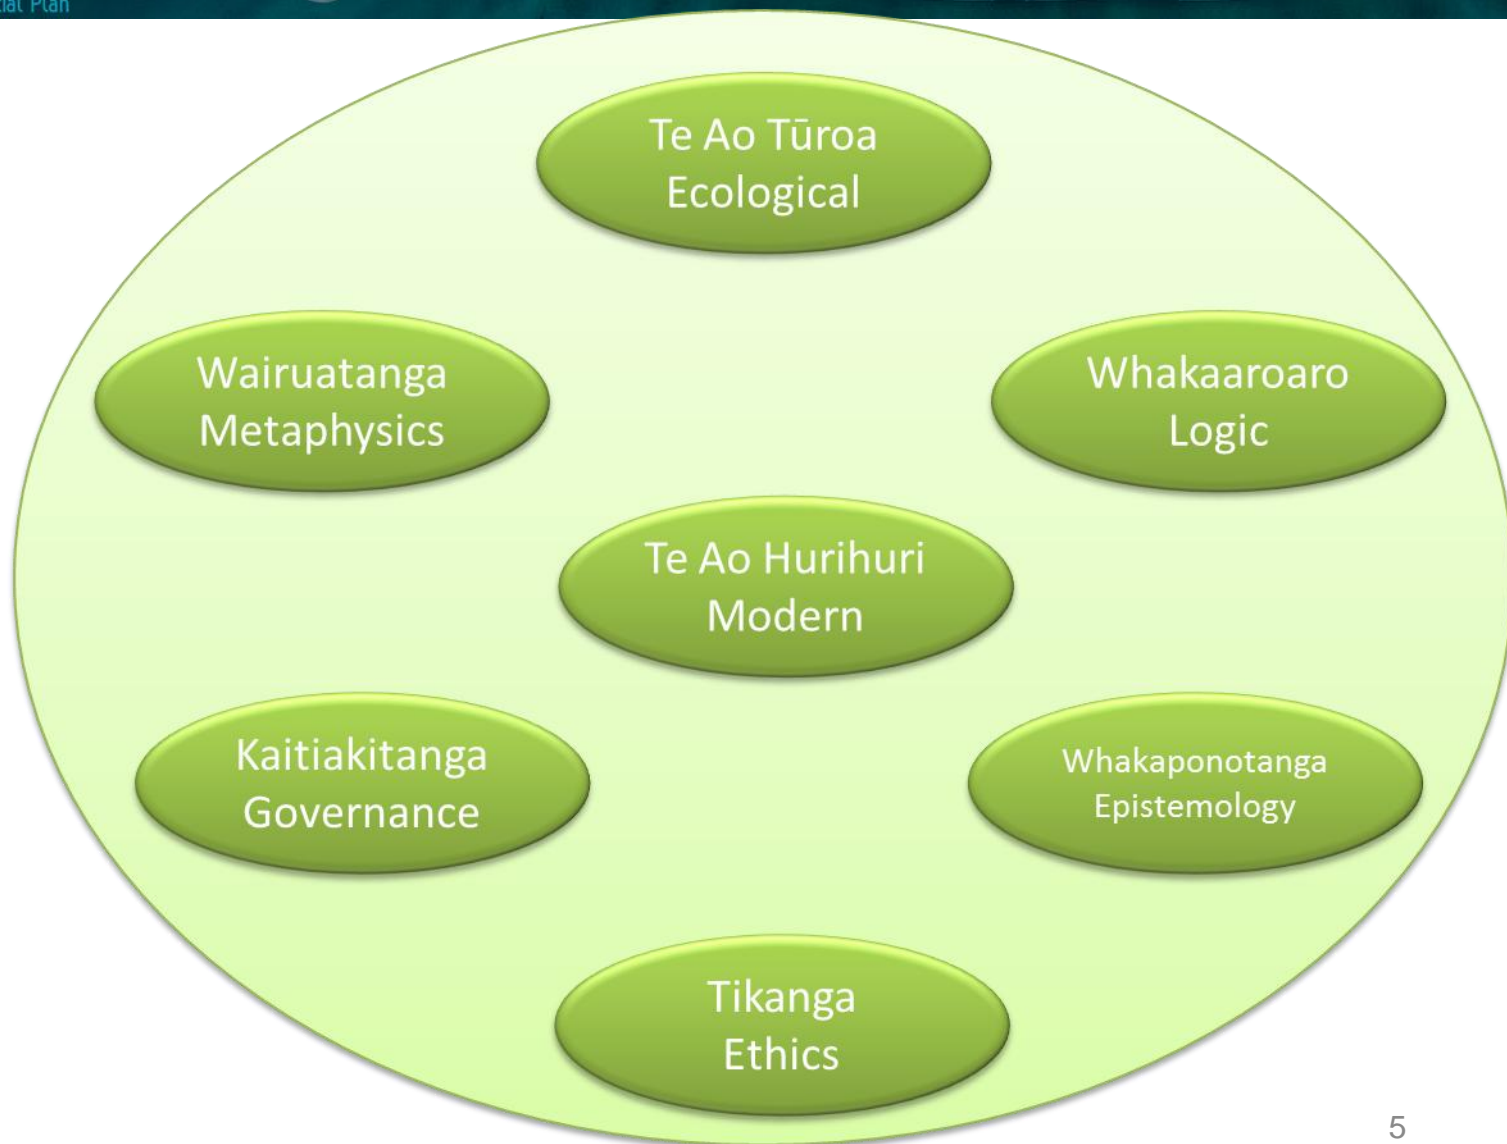 Plan
Te Ao Tūroa
Ecological
Wairuatanga
Metaphysics
Whakaaroaro
Logic
Te Ao Hurihuri
Modern
Kaitiakitanga
Governance
Whakaponotanga
Epistemology
Tikanga
Ethics
5